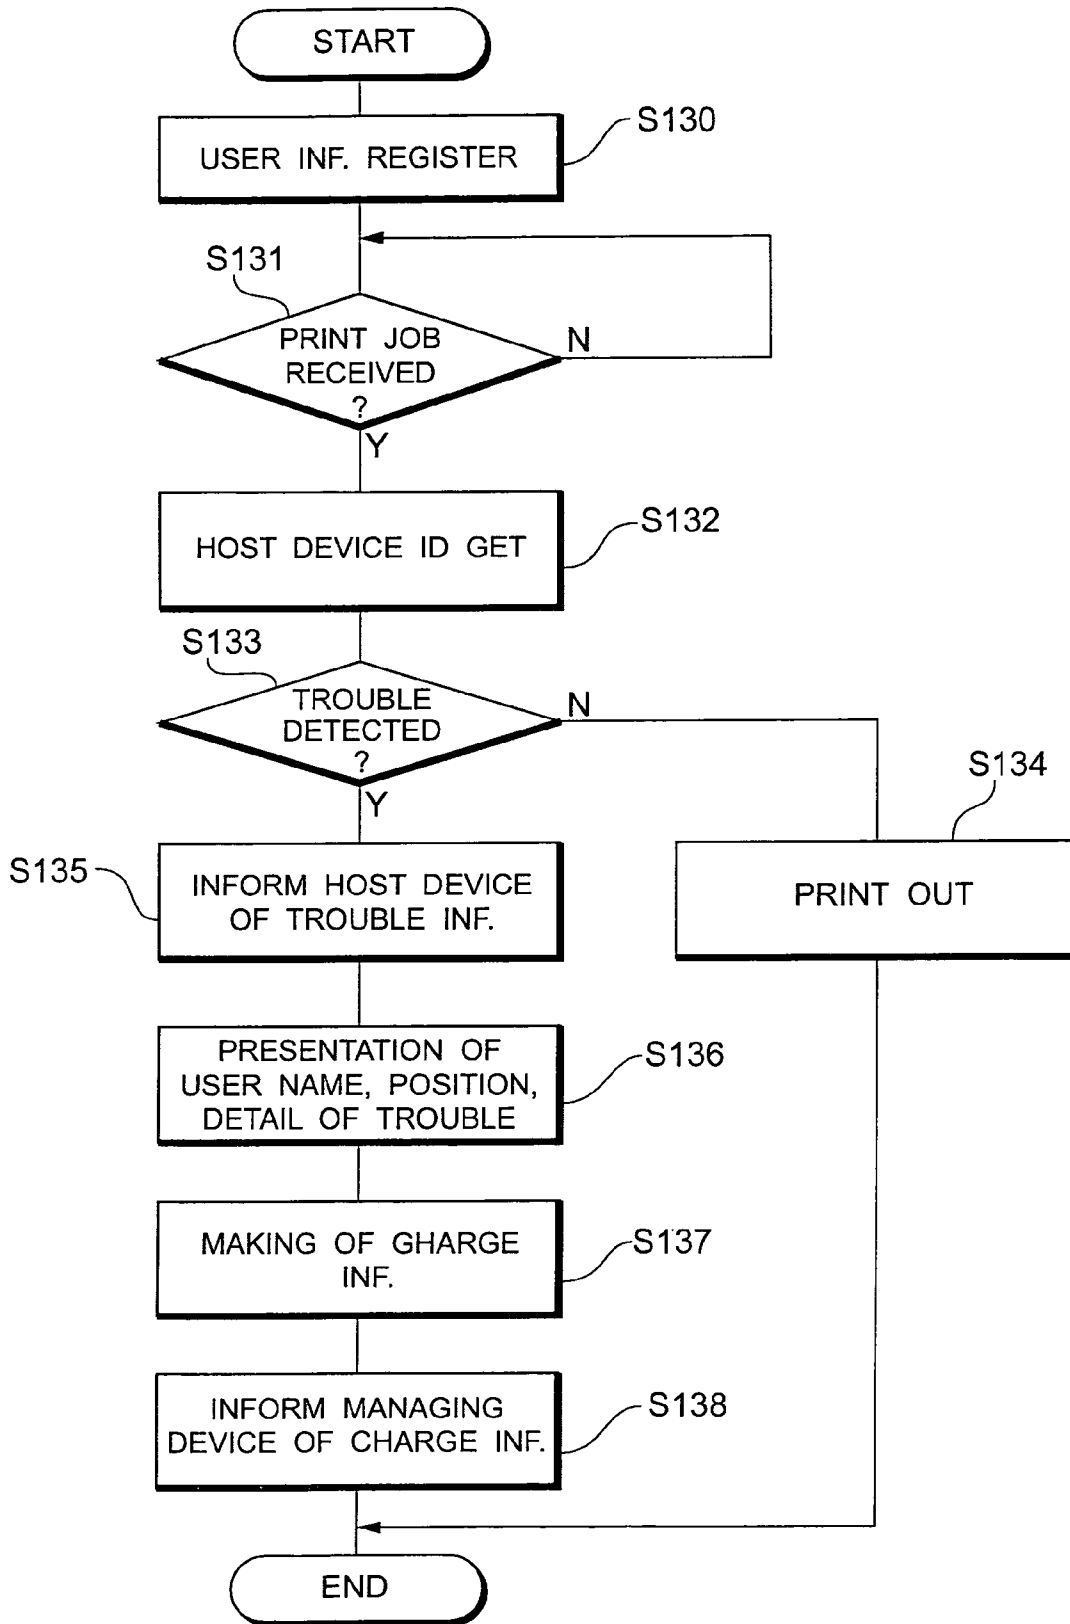 START
S130
USER INF. REGISTER
S131
PRINT JOB
RECEIVED
?
N
Y
S132
HOST DEVICE ID GET
S133
TROUBLE
DETECTED
?
N
Y
S134
PRINT OUT
S135
INFORM HOST DEVICE
OF TROUBLE INF.
S136
PRESENTATION OF
USER NAME, POSITION,
DETAIL OF TROUBLE
S137
MAKING OF GHARGE
INF.
S138
INFORM MANAGING
DEVICE OF CHARGE INF.
END